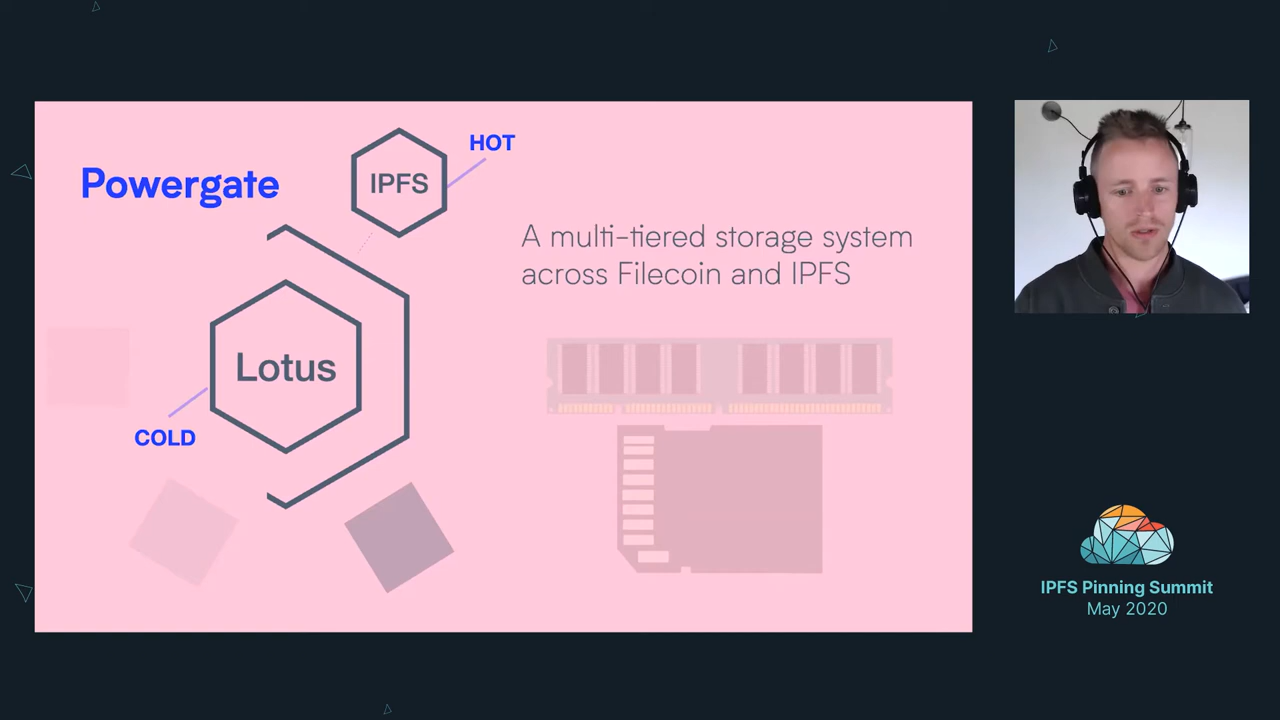 Powergate
IPFS
HOT
Lotus
COLD
A multi-tiered storage system
across Filecoin and IPFS
IPFS Pinning Summit
May 2020